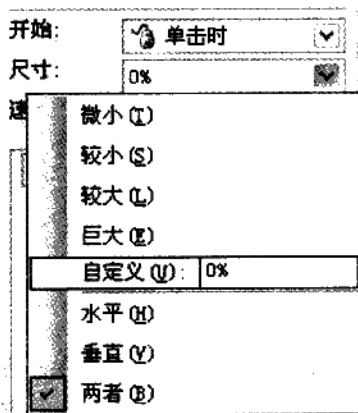 开始: 单击时
尺寸: 0%
速
微小(T)
较小(S)
较大(L)
巨大(E)
自定义(U): 0%
水平(H)
垂直(V)
两者(B)